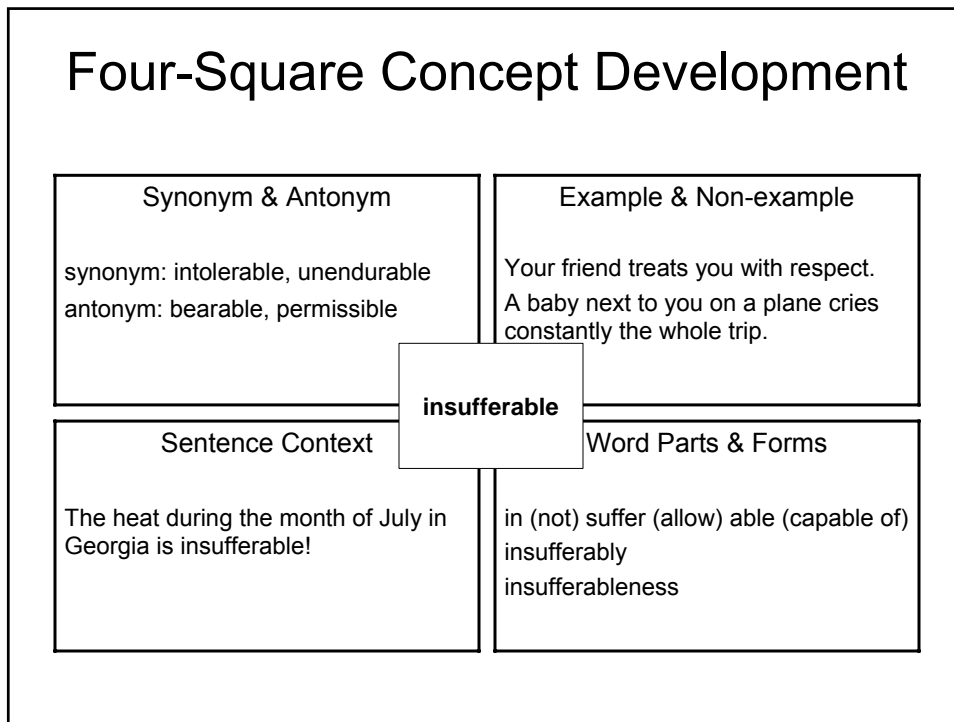 Four-Square Concept Development
Synonym & Antonym
synonym: intolerable, unendurable
antonym: bearable, permissible
Example & Non-example
Your friend treats you with respect.
A baby next to you on a plane cries
constantly the whole trip.
insufferable
Sentence Context
The heat during the month of July in
Georgia is insufferable!
Word Parts & Forms
in (not) suffer (allow) able (capable of)
insufferably
insufferableness